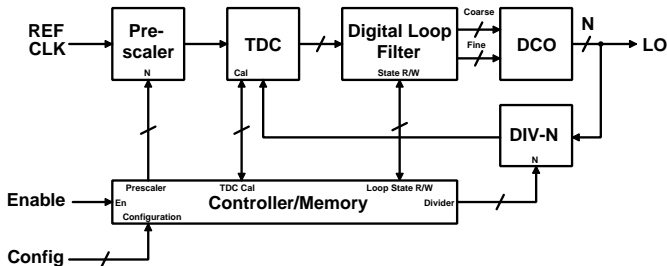 REF
CLK
Pre-
scaler
N
TDC
Cal
Digital Loop
Filter
State R/W
Coarse
Fine
DCO
N
LO
DIV-N
N
Enable
Config
Prescaler
TDC Cal
Loop State R/W
En
Controller/Memory
Divider
Configuration